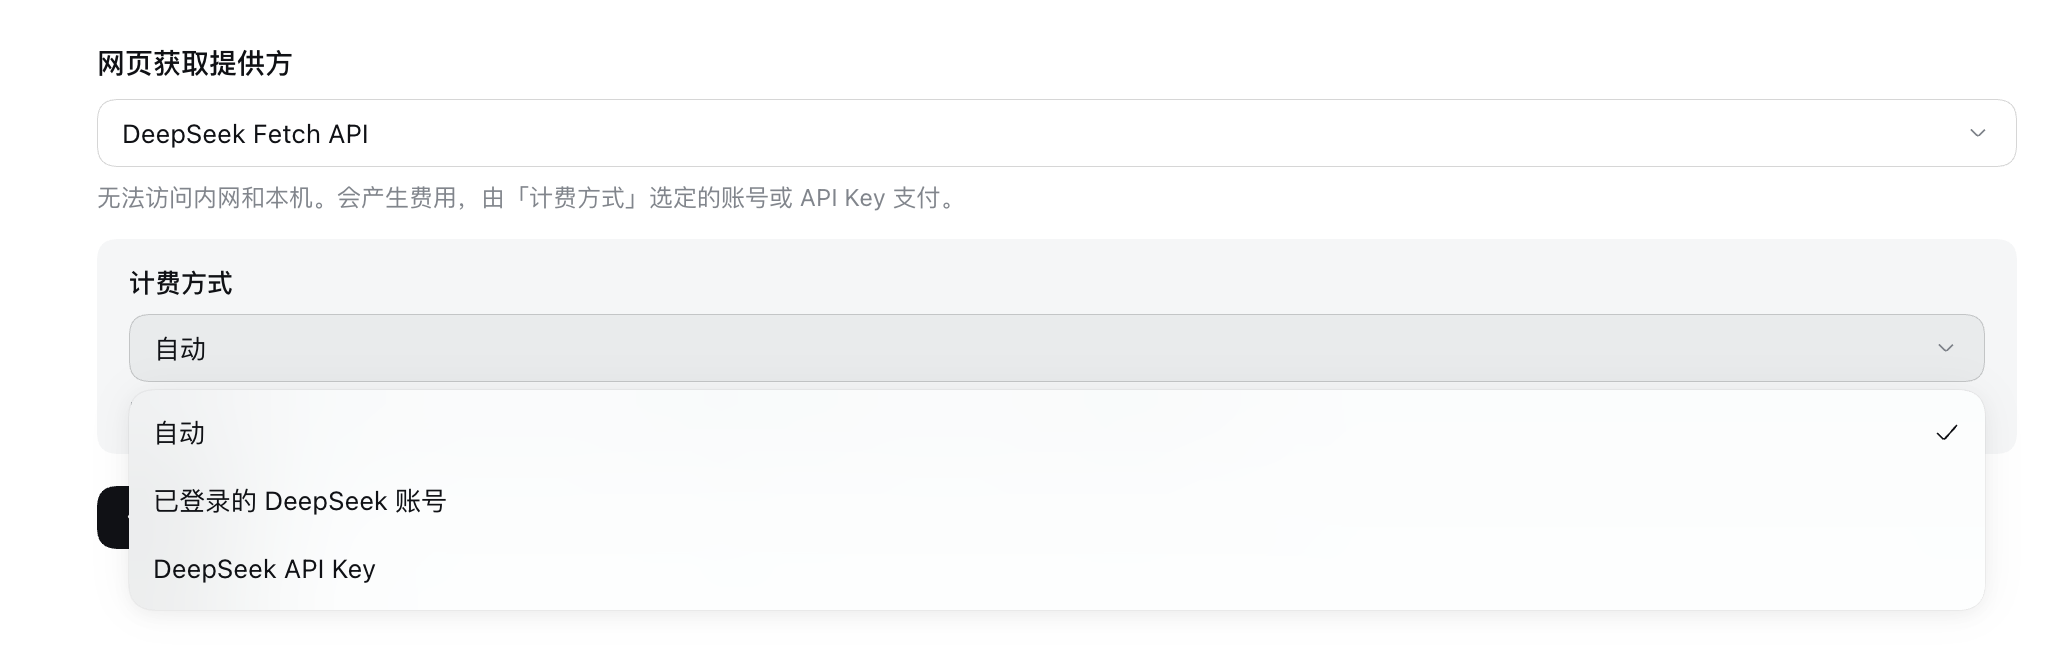 网页获取提供方
DeepSeek Fetch API
无法访问内网和本机。会产生费用，由「计费方式」选定的账号或 API Key 支付。
计费方式
自动
自动
已登录的 DeepSeek 账号
DeepSeek API Key